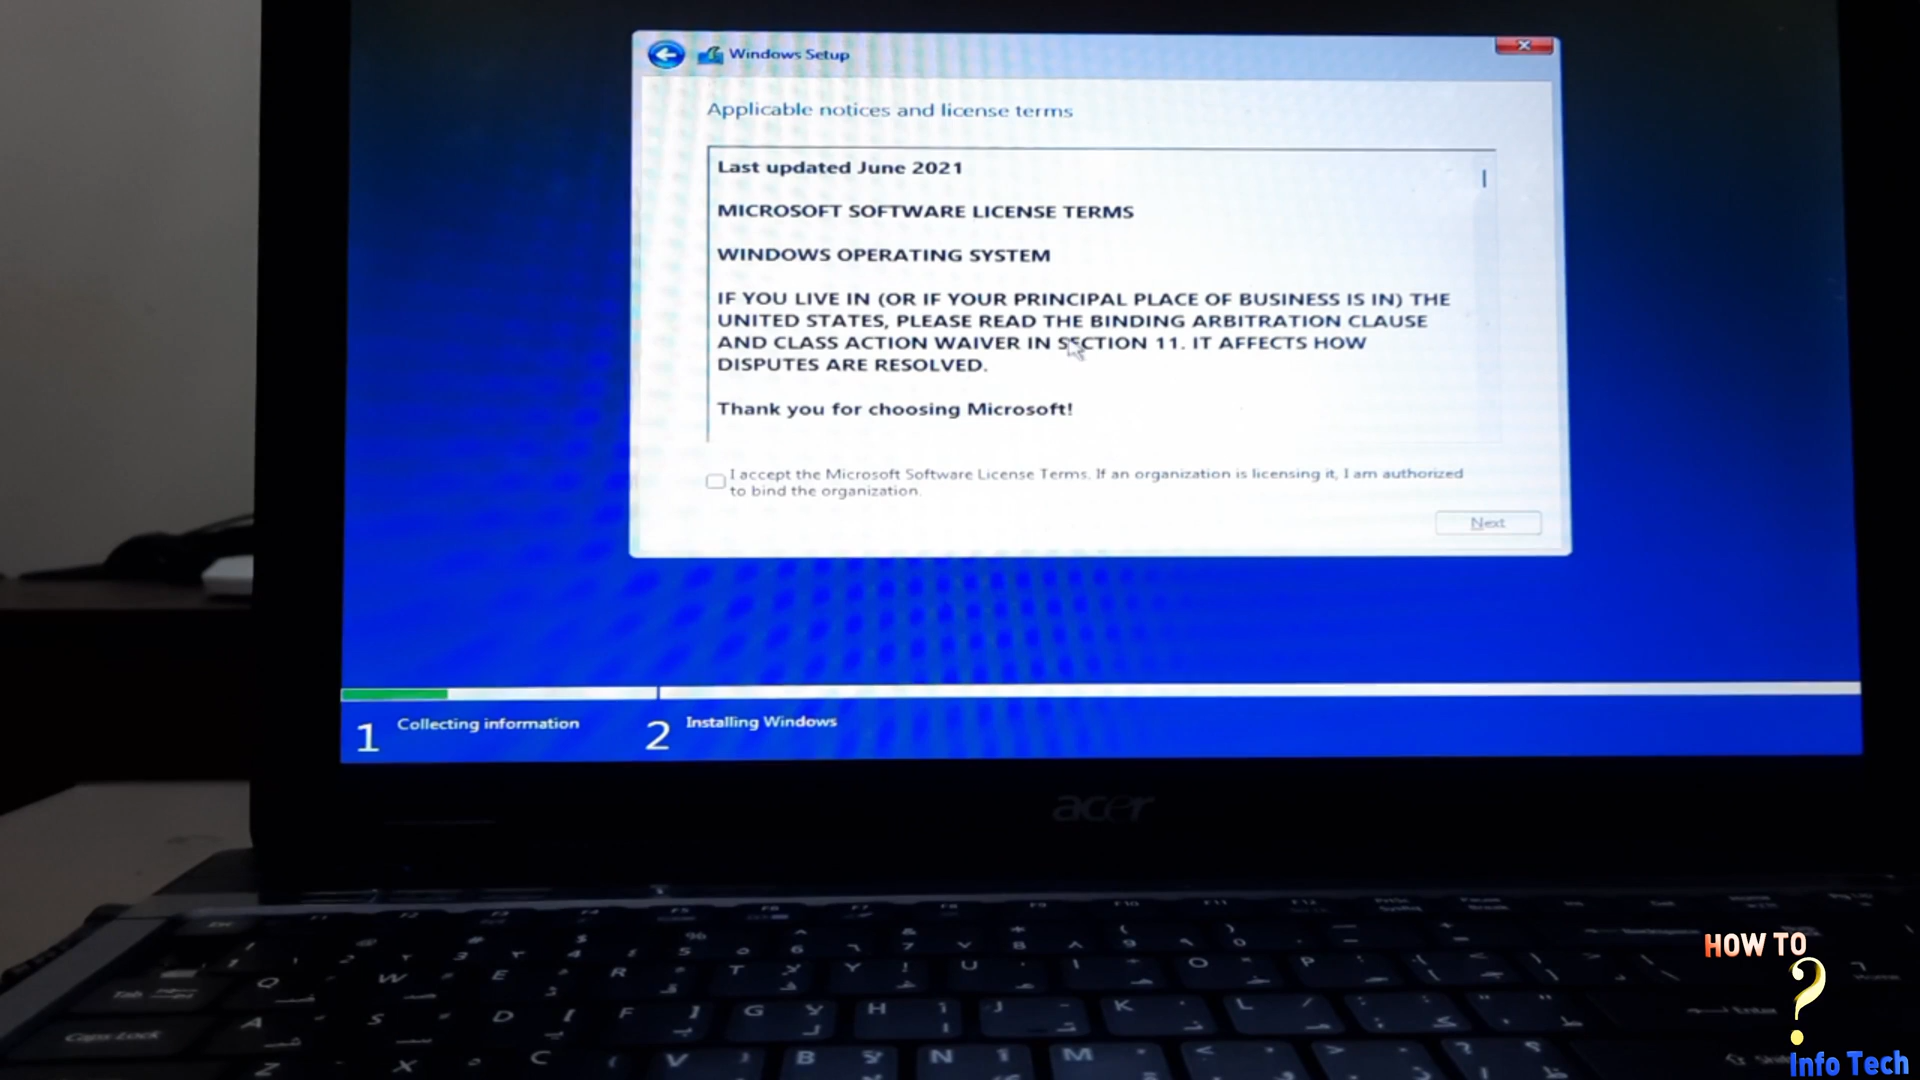 Windows Setup
Applicable notices and license terms
Last updated June 2021
MICROSOFT SOFTWARE LICENSE TERMS
WINDOWS OPERATING SYSTEM
IF YOU LIVE IN (OR IF YOUR PRINCIPAL PLACE OF BUSINESS IS IN) THE
UNITED STATES, PLEASE READ THE BINDING ARBITRATION CLAUSE
AND CLASS ACTION WAIVER IN SECTION 11. IT AFFECTS HOW
DISPUTES ARE RESOLVED.
Thank you for choosing Microsoft!
I accept the Microsoft Software License Terms. If an organization is licensing it, I am authorized
to bind the organization.
Next
1 Collecting information
2 Installing Windows
acer
Tab Q W E R T Y U I O P
Caps Lock A S D F G H J K L Enter
Z X C V B N M
HOW TO
?
Info Tech